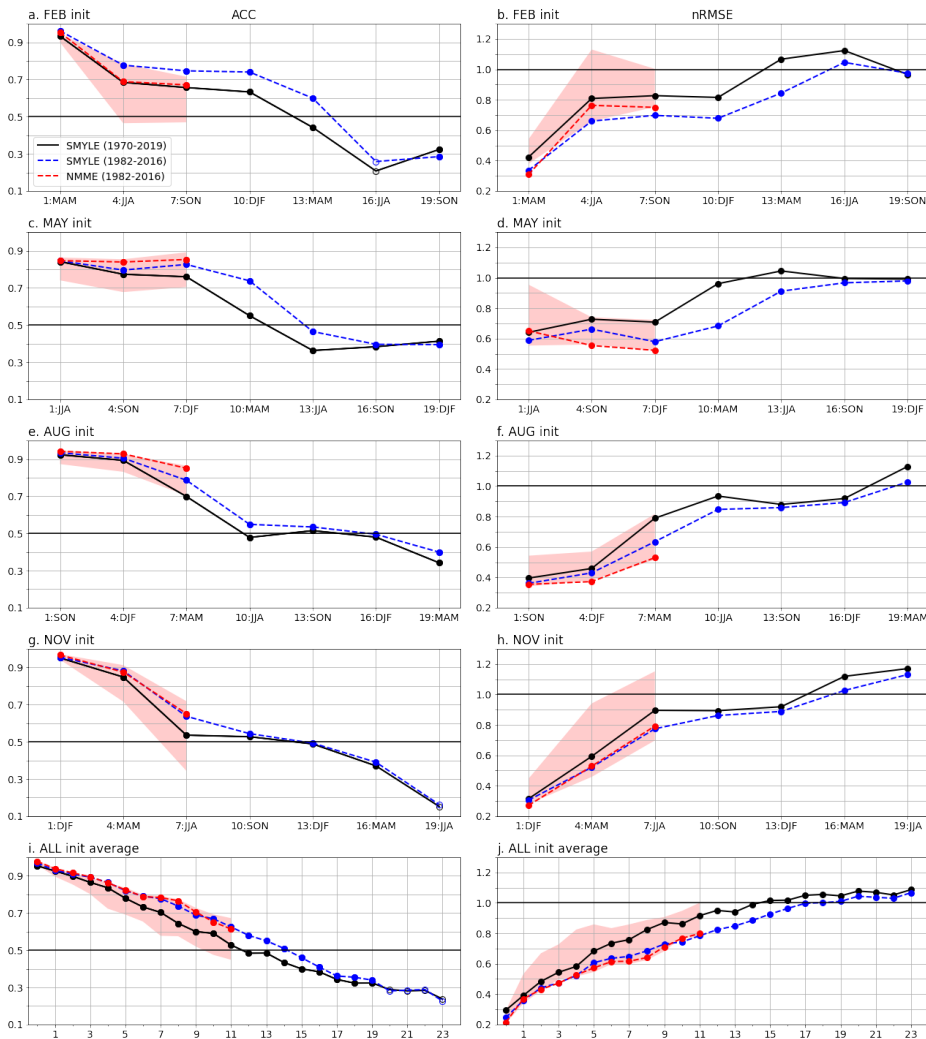 a. FEB init ACC
0.9
0.7
0.5
0.3
0.1
SMYLE (1970-2019)
SMYLE (1982-2016)
NMME (1982-2016)
1:MAM 4:JJA 7:SON 10:DJF 13:MAM 16:JJA 19:SON
b. FEB init nRMSE
1.2
1.0
0.8
0.6
0.4
0.2
1:MAM 4:JJA 7:SON 10:DJF 13:MAM 16:JJA 19:SON
c. MAY init
0.9
0.7
0.5
0.3
0.1
1:JJA 4:SON 7:DJF 10:MAM 13:JJA 16:SON 19:DJF
d. MAY init
1.2
1.0
0.8
0.6
0.4
0.2
1:JJA 4:SON 7:DJF 10:MAM 13:JJA 16:SON 19:DJF
e. AUG init
0.9
0.7
0.5
0.3
0.1
1:SON 4:DJF 7:MAM 10:JJA 13:SON 16:DJF 19:MAM
f. AUG init
1.2
1.0
0.8
0.6
0.4
0.2
1:SON 4:DJF 7:MAM 10:JJA 13:SON 16:DJF 19:MAM
g. NOV init
0.9
0.7
0.5
0.3
0.1
1:DJF 4:MAM 7:JJA 10:SON 13:DJF 16:MAM 19:JJA
h. NOV init
1.2
1.0
0.8
0.6
0.4
0.2
1:DJF 4:MAM 7:JJA 10:SON 13:DJF 16:MAM 19:JJA
i. ALL init average
0.9
0.7
0.5
0.3
0.1
1 3 5 7 9 11 13 15 17 19 21 23
j. ALL init average
1.2
1.0
0.8
0.6
0.4
0.2
1 3 5 7 9 11 13 15 17 19 21 23